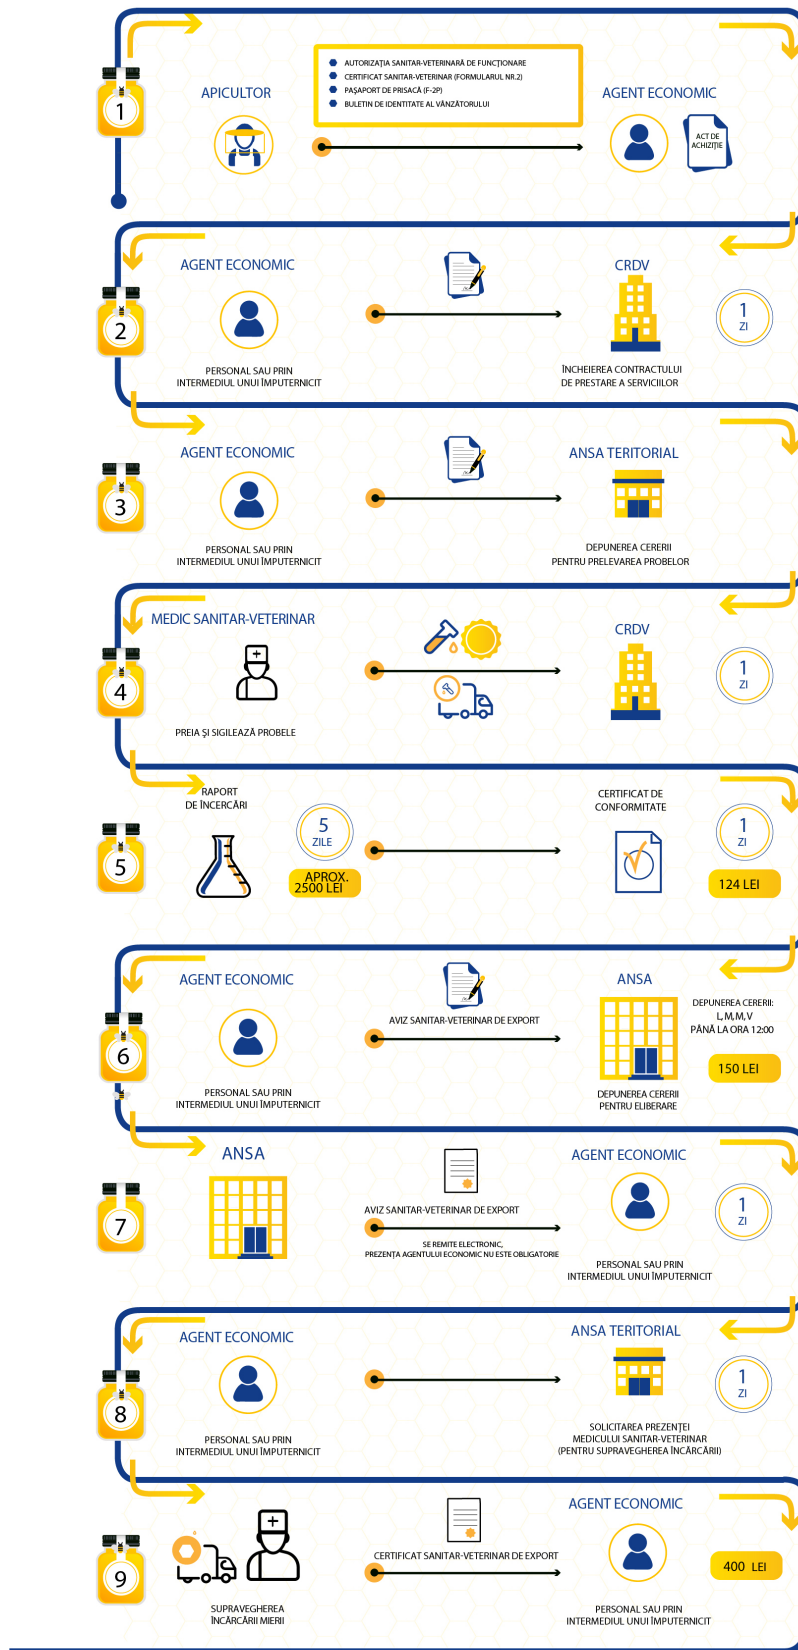 AUTORIZAȚIA SANITAR-VETERINARĂ DE FUNCȚIONARE
CERTIFICAT SANITAR-VETERINAR (FORMULARUL NR.2)
PAȘAPORT DE PRISACĂ (F-2P)
BULETIN DE IDENTITATE AL VÂNZĂTORULUI
1
APICULTOR
AGENT ECONOMIC
ACT DE
ACHIZIȚIE
2
AGENT ECONOMIC
PERSONAL SAU PRIN
INTERMEDIUL UNUI ÎMPUTERNICIT
CRDV
ÎNCHEIEREA CONTRACTULUI
DE PRESTARE A SERVICIILOR
1
ZI
3
AGENT ECONOMIC
PERSONAL SAU PRIN
INTERMEDIUL UNUI ÎMPUTERNICIT
ANSA TERITORIAL
DEPUNEREA CERERII
PENTRU PRELEVAREA PROBELOR
4
MEDIC SANITAR-VETERINAR
PREIA ȘI SIGILEAZĂ PROBELE
CRDV
1
ZI
5
RAPORT
DE ÎNCERCĂRI
5
ZILE
APROX.
2500 LEI
CERTIFICAT DE
CONFORMITATE
1
ZI
124 LEI
6
AGENT ECONOMIC
PERSONAL SAU PRIN
INTERMEDIUL UNUI ÎMPUTERNICIT
AVIZ SANITAR-VETERINAR DE EXPORT
ANSA
DEPUNEREA CERERII
PENTRU ELIBERARE
DEPUNEREA CERERII:
L, M, M, V
PÂNĂ LA ORA 12:00
150 LEI
7
ANSA
AVIZ SANITAR-VETERINAR DE EXPORT
SE REMITE ELECTRONIC,
PREZENȚA AGENTULUI ECONOMIC NU ESTE OBLIGATORIE
AGENT ECONOMIC
PERSONAL SAU PRIN
INTERMEDIUL UNUI ÎMPUTERNICIT
1
ZI
8
AGENT ECONOMIC
PERSONAL SAU PRIN
INTERMEDIUL UNUI ÎMPUTERNICIT
ANSA TERITORIAL
SOLICITAREA PREZENȚEI
MEDICULUI SANITAR-VETERINAR
(PENTRU SUPRAVEGHEREA ÎNCĂRCĂRII)
1
ZI
9
SUPRAVEGHEREA
ÎNCĂRCĂRII MIERII
CERTIFICAT SANITAR-VETERINAR DE EXPORT
AGENT ECONOMIC
PERSONAL SAU PRIN
INTERMEDIUL UNUI ÎMPUTERNICIT
400 LEI